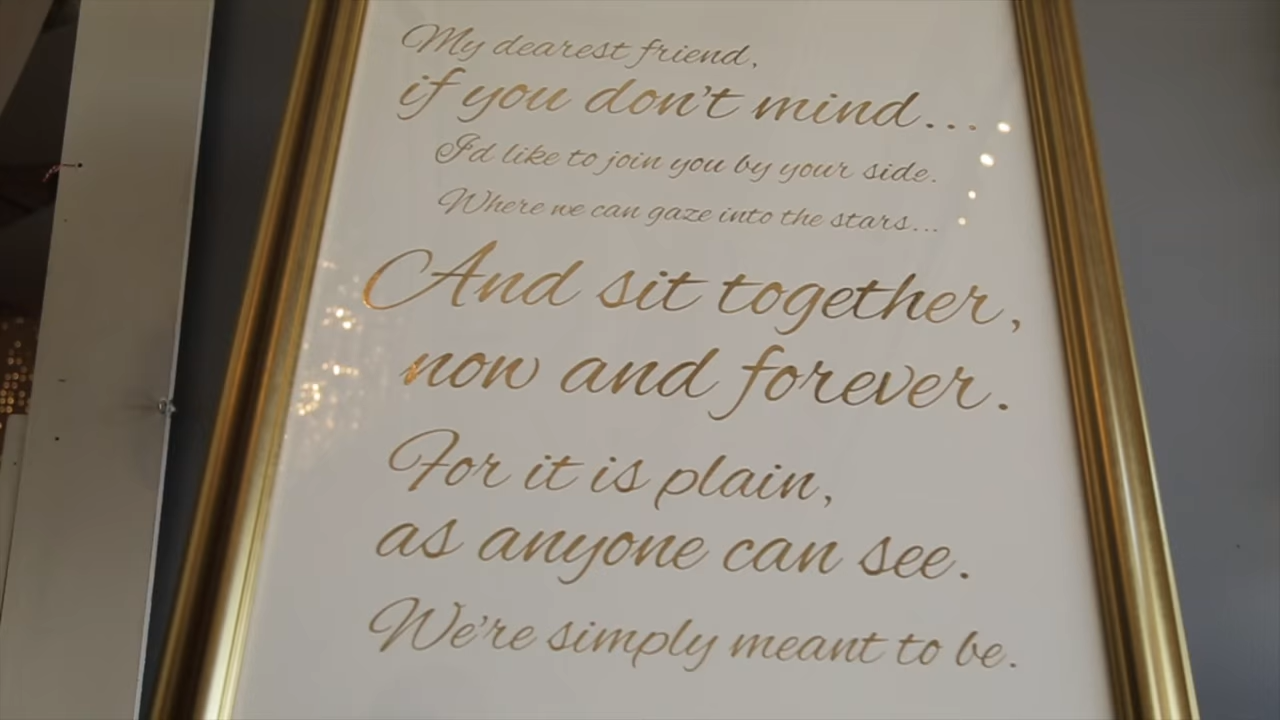 My dearest friend,
if you don't mind...
I'd like to join you by your side.
Where we can gaze into the stars...
And sit together,
now and forever.
For it is plain,
as anyone can see.
We're simply meant to be.